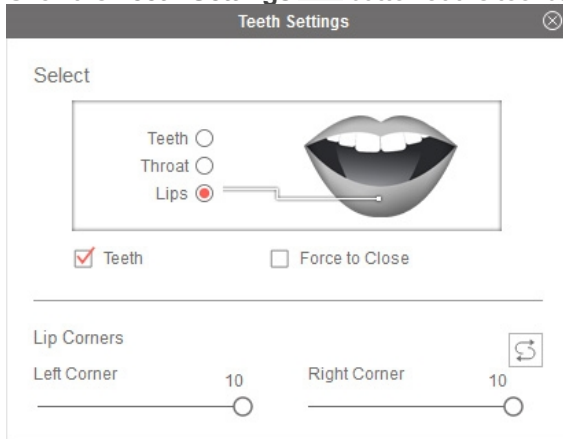 Teeth Settings
Select
Teeth
Throat
Lips
Teeth Force to Close
Lip Corners
Left Corner 10 Right Corner 10